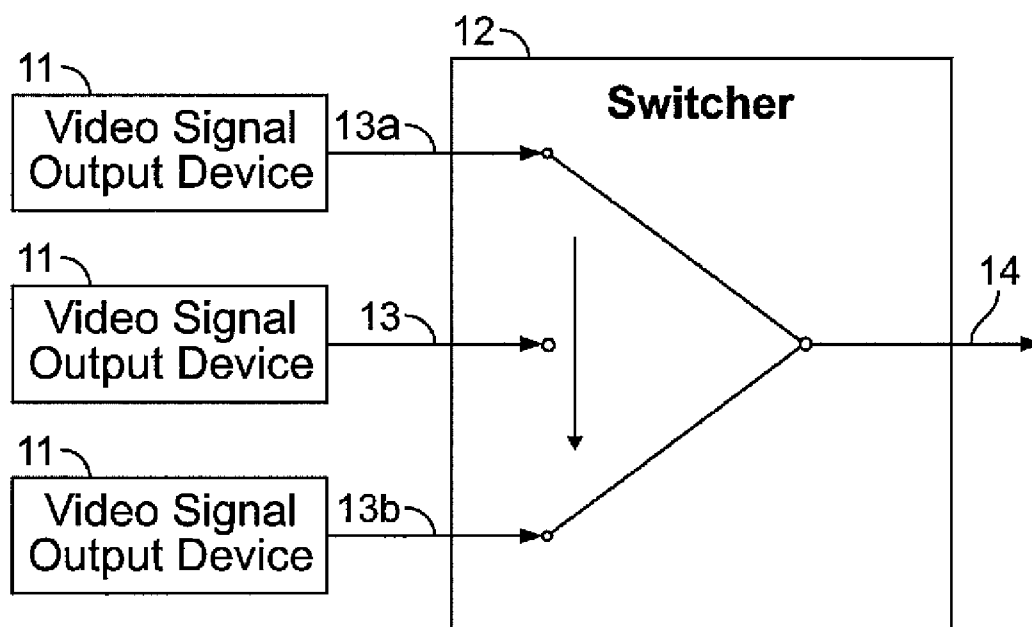 12
Switcher
11
Video Signal
Output Device
13a
11
Video Signal
Output Device
13
14
11
Video Signal
Output Device
13b